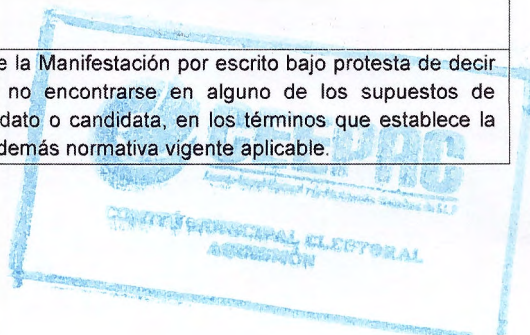 e la Manifestación por escrito bajo protesta de decir
no encontrarse en alguno de los supuestos de
dato o candidata, en los términos que establece la
demás normativa vigente aplicable.
CEEPAC
COMITÉ MUNICIPAL ELECTORAL